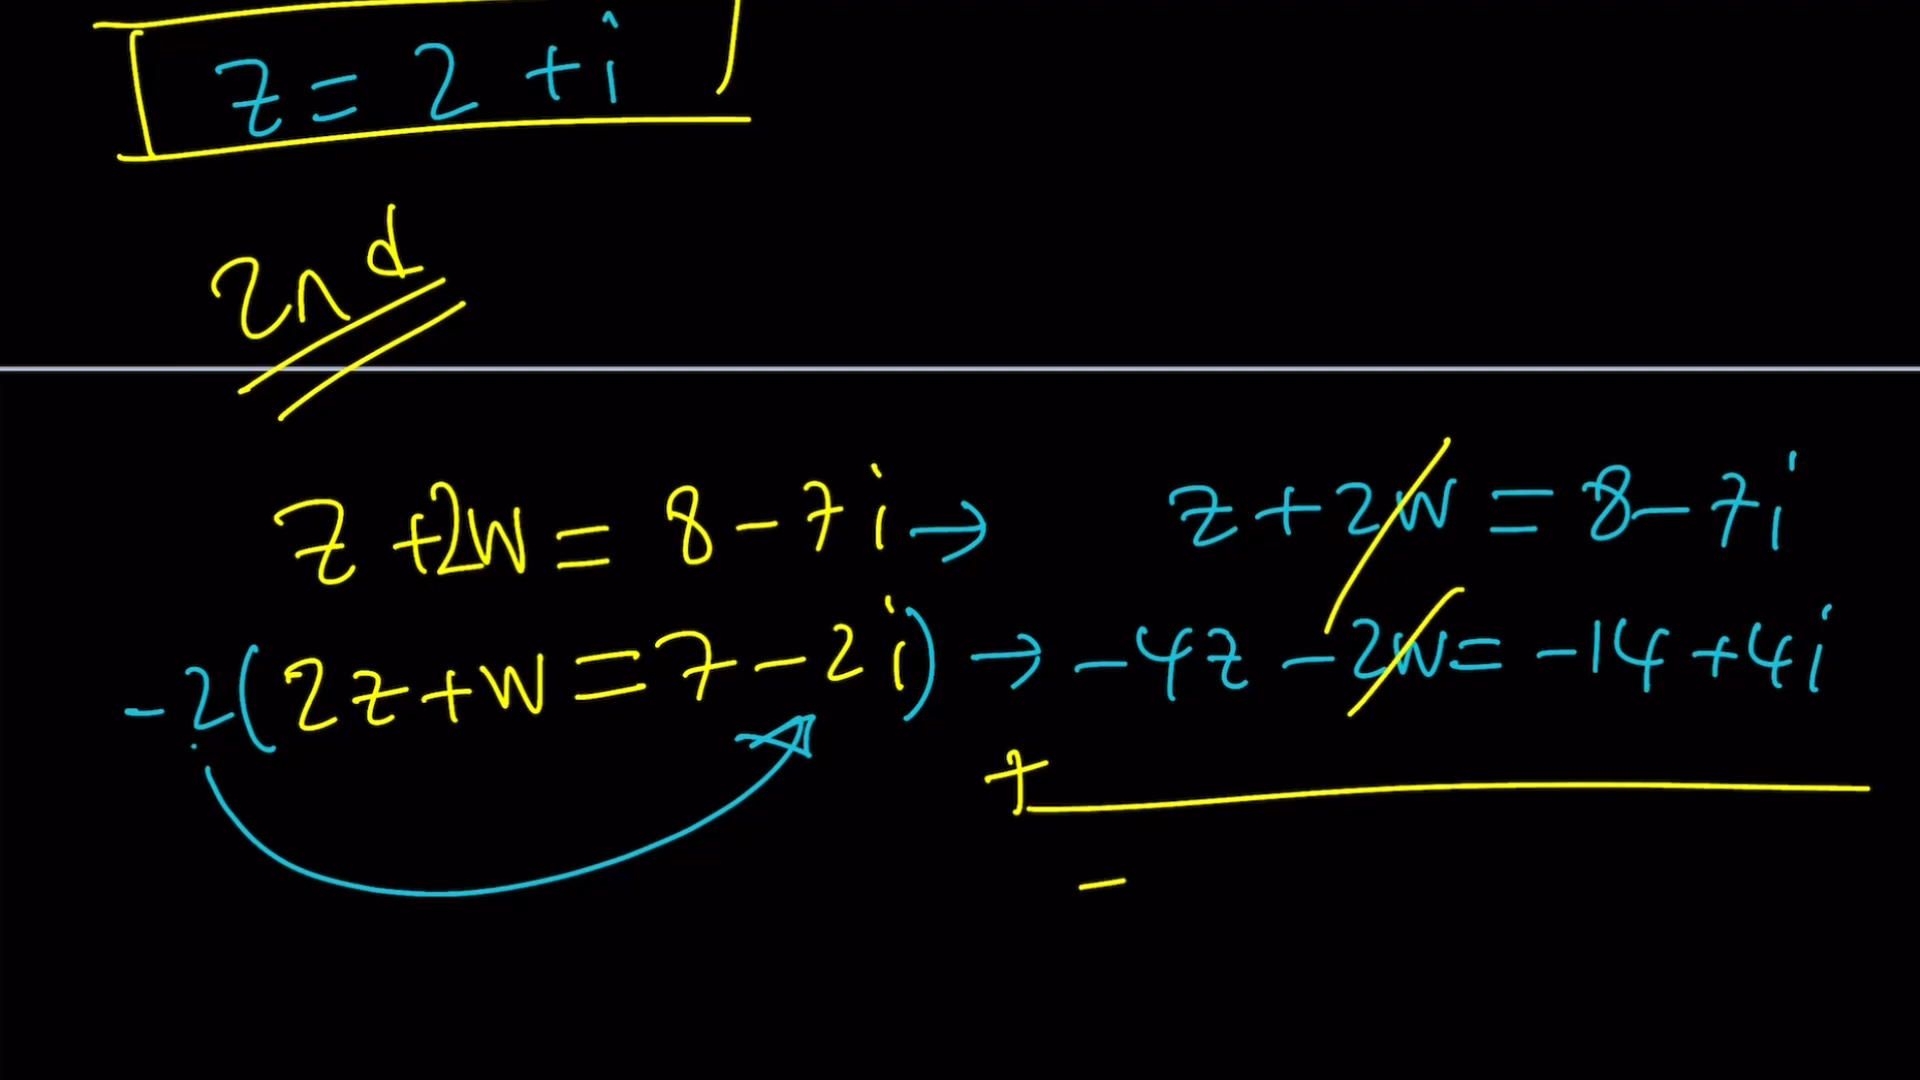 z = 2 + i
2nd
z + 2w = 8 - 7i → z + 2w = 8 - 7i
-2(2z + w = 7 - 2i) → -4z - 2w = -14 + 4i
+
-